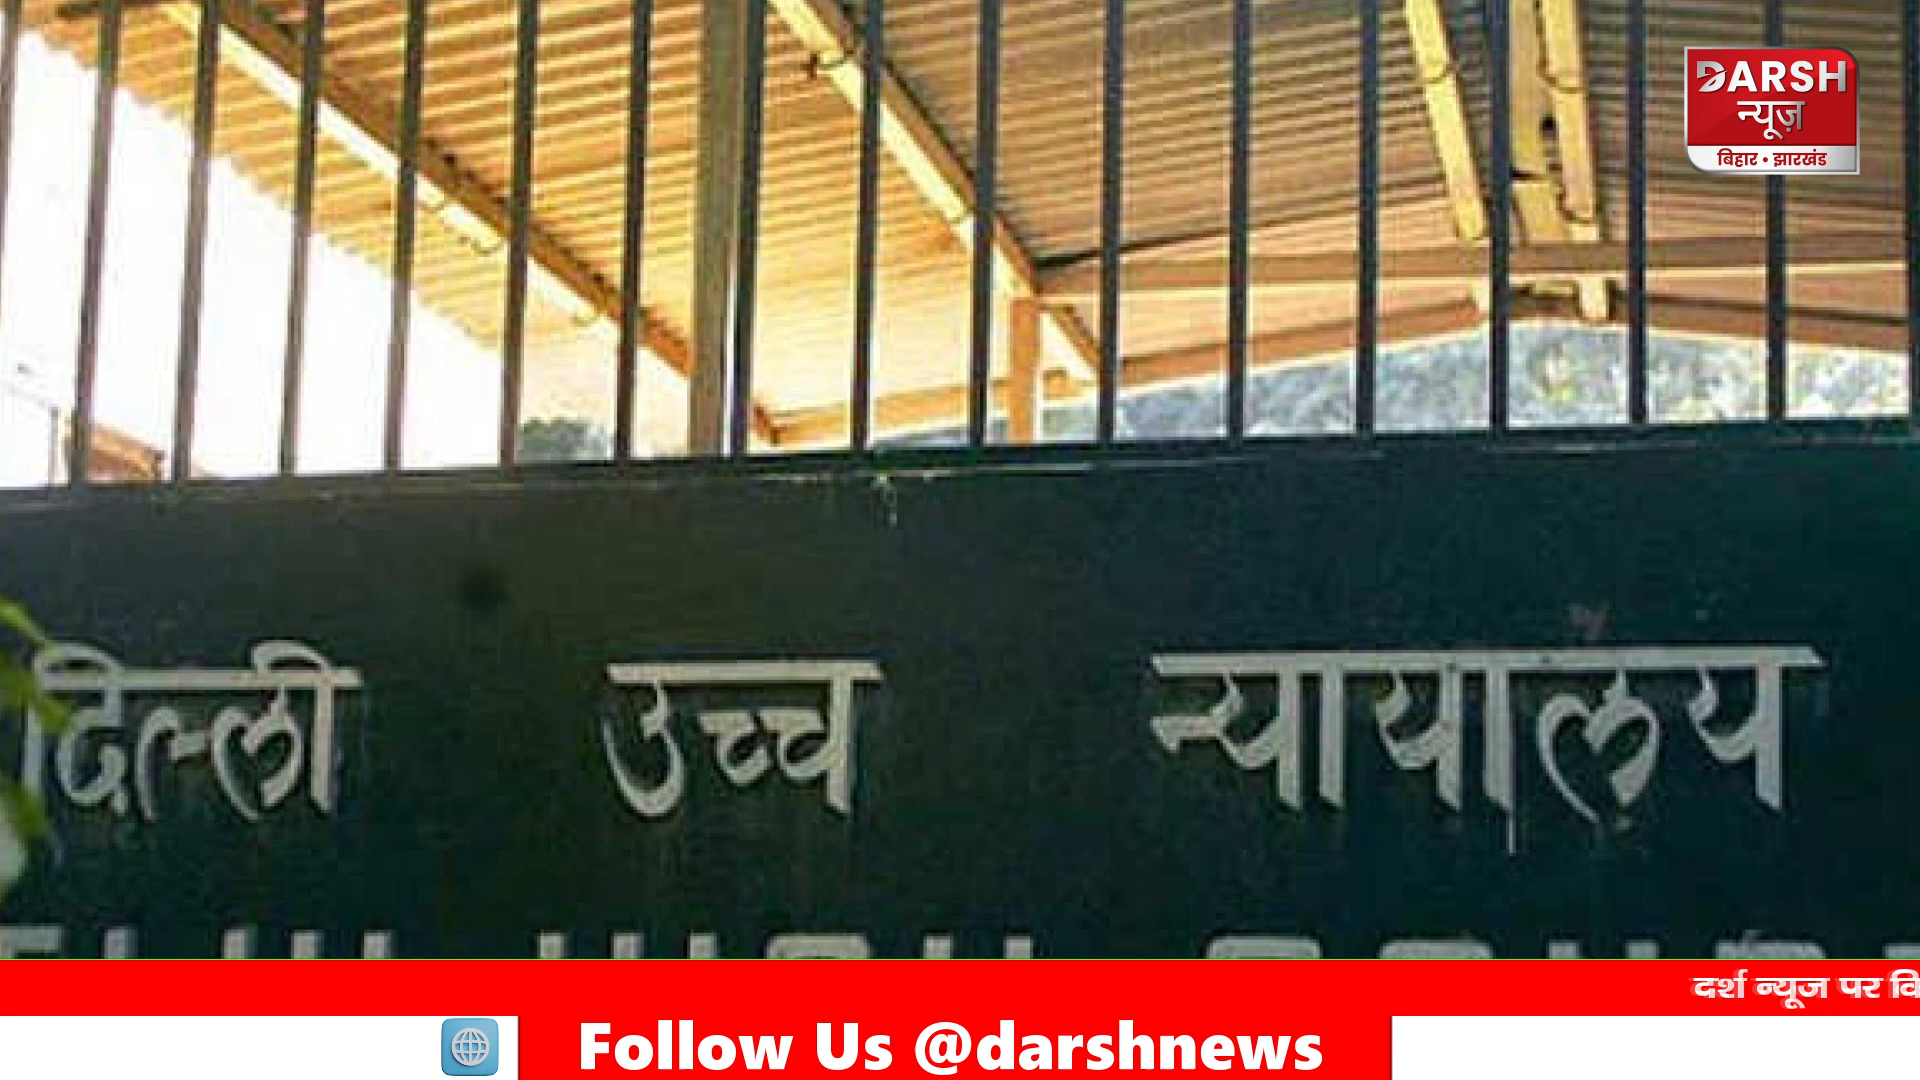 DARSH
न्यूज़
बिहार • झारखंड
दिल्ली उच्च न्यायालय
दर्श न्यूज पर
Follow Us @darshnews